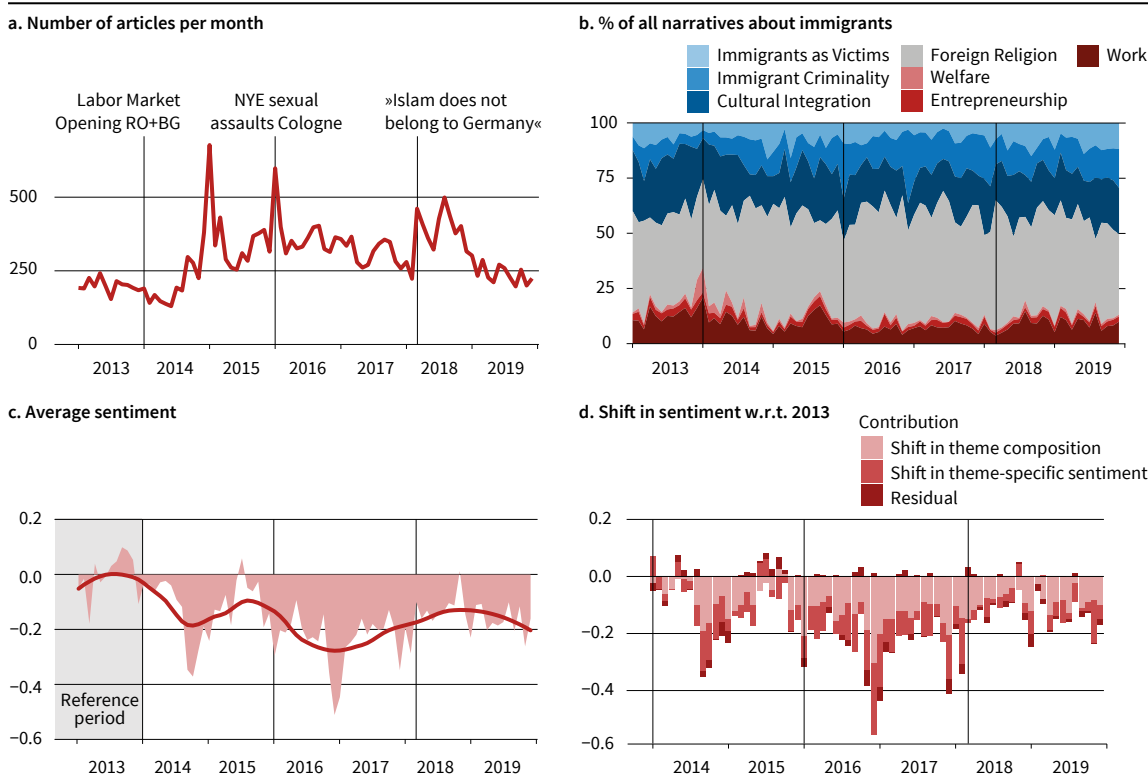 a. Number of articles per month
Labor Market
Opening RO+BG
NYE sexual
assaults Cologne
»Islam does not
belong to Germany«
500
250
0
2013 2014 2015 2016 2017 2018 2019
b. % of all narratives about immigrants
Immigrants as Victims
Immigrant Criminality
Cultural Integration
Foreign Religion
Welfare
Entrepreneurship
Work
100
75
50
25
0
2013 2014 2015 2016 2017 2018 2019
c. Average sentiment
0.2
0.0
−0.2
−0.4
−0.6
Reference
period
2013 2014 2015 2016 2017 2018 2019
d. Shift in sentiment w.r.t. 2013
Contribution
Shift in theme composition
Shift in theme-specific sentiment
Residual
0.2
0.0
−0.2
−0.4
−0.6
2014 2015 2016 2017 2018 2019